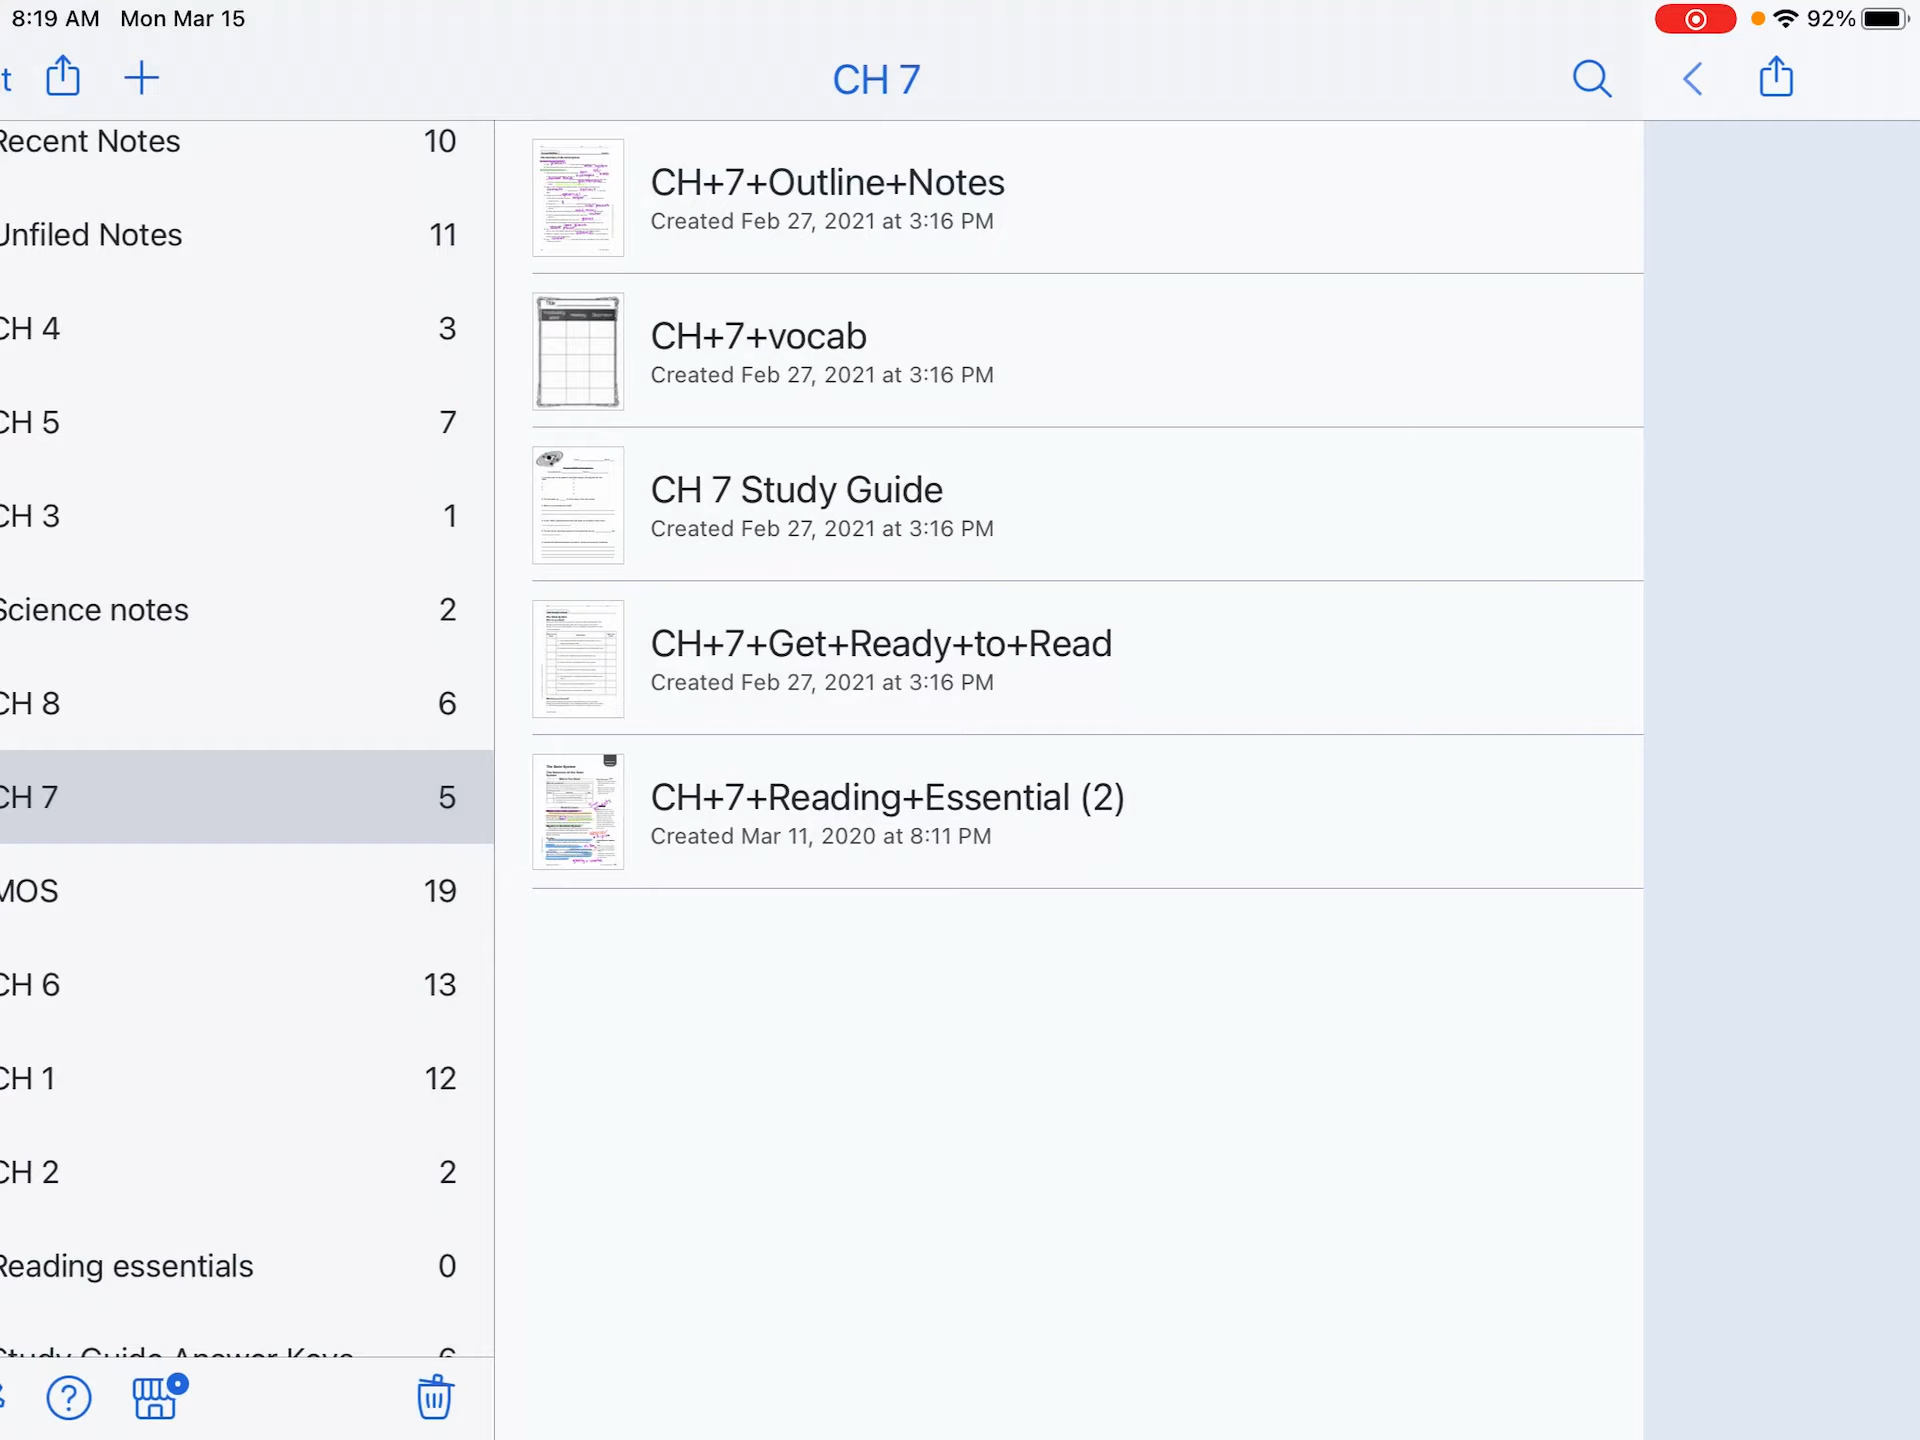 8:19 AM Mon Mar 15
92%
t
CH 7
Recent Notes 10
Unfiled Notes 11
CH 4 3
CH 5 7
CH 3 1
Science notes 2
CH 8 6
CH 7 5
MOS 19
CH 6 13
CH 1 12
CH 2 2
Reading essentials 0
Study Guide Answer Keys 6
CH+7+Outline+Notes
Created Feb 27, 2021 at 3:16 PM
CH+7+vocab
Created Feb 27, 2021 at 3:16 PM
CH 7 Study Guide
Created Feb 27, 2021 at 3:16 PM
CH+7+Get+Ready+to+Read
Created Feb 27, 2021 at 3:16 PM
CH+7+Reading+Essential (2)
Created Mar 11, 2020 at 8:11 PM